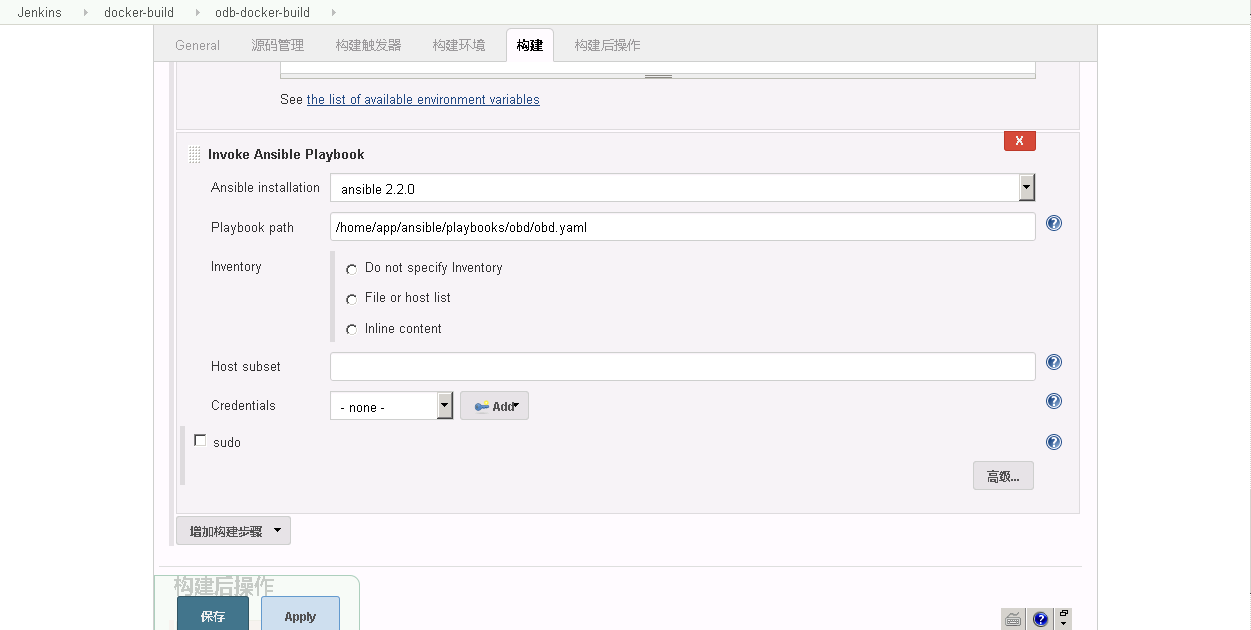 Jenkins docker-build odb-docker-build
General 源码管理 构建触发器 构建环境 构建 构建后操作
See the list of available environment variables
X
Invoke Ansible Playbook
Ansible installation ansible 2.2.0
Playbook path /home/app/ansible/playbooks/obd/obd.yaml
Inventory Do not specify Inventory
File or host list
Inline content
Host subset
Credentials - none - Add
sudo
高级...
增加构建步骤
构建后操作
保存 Apply